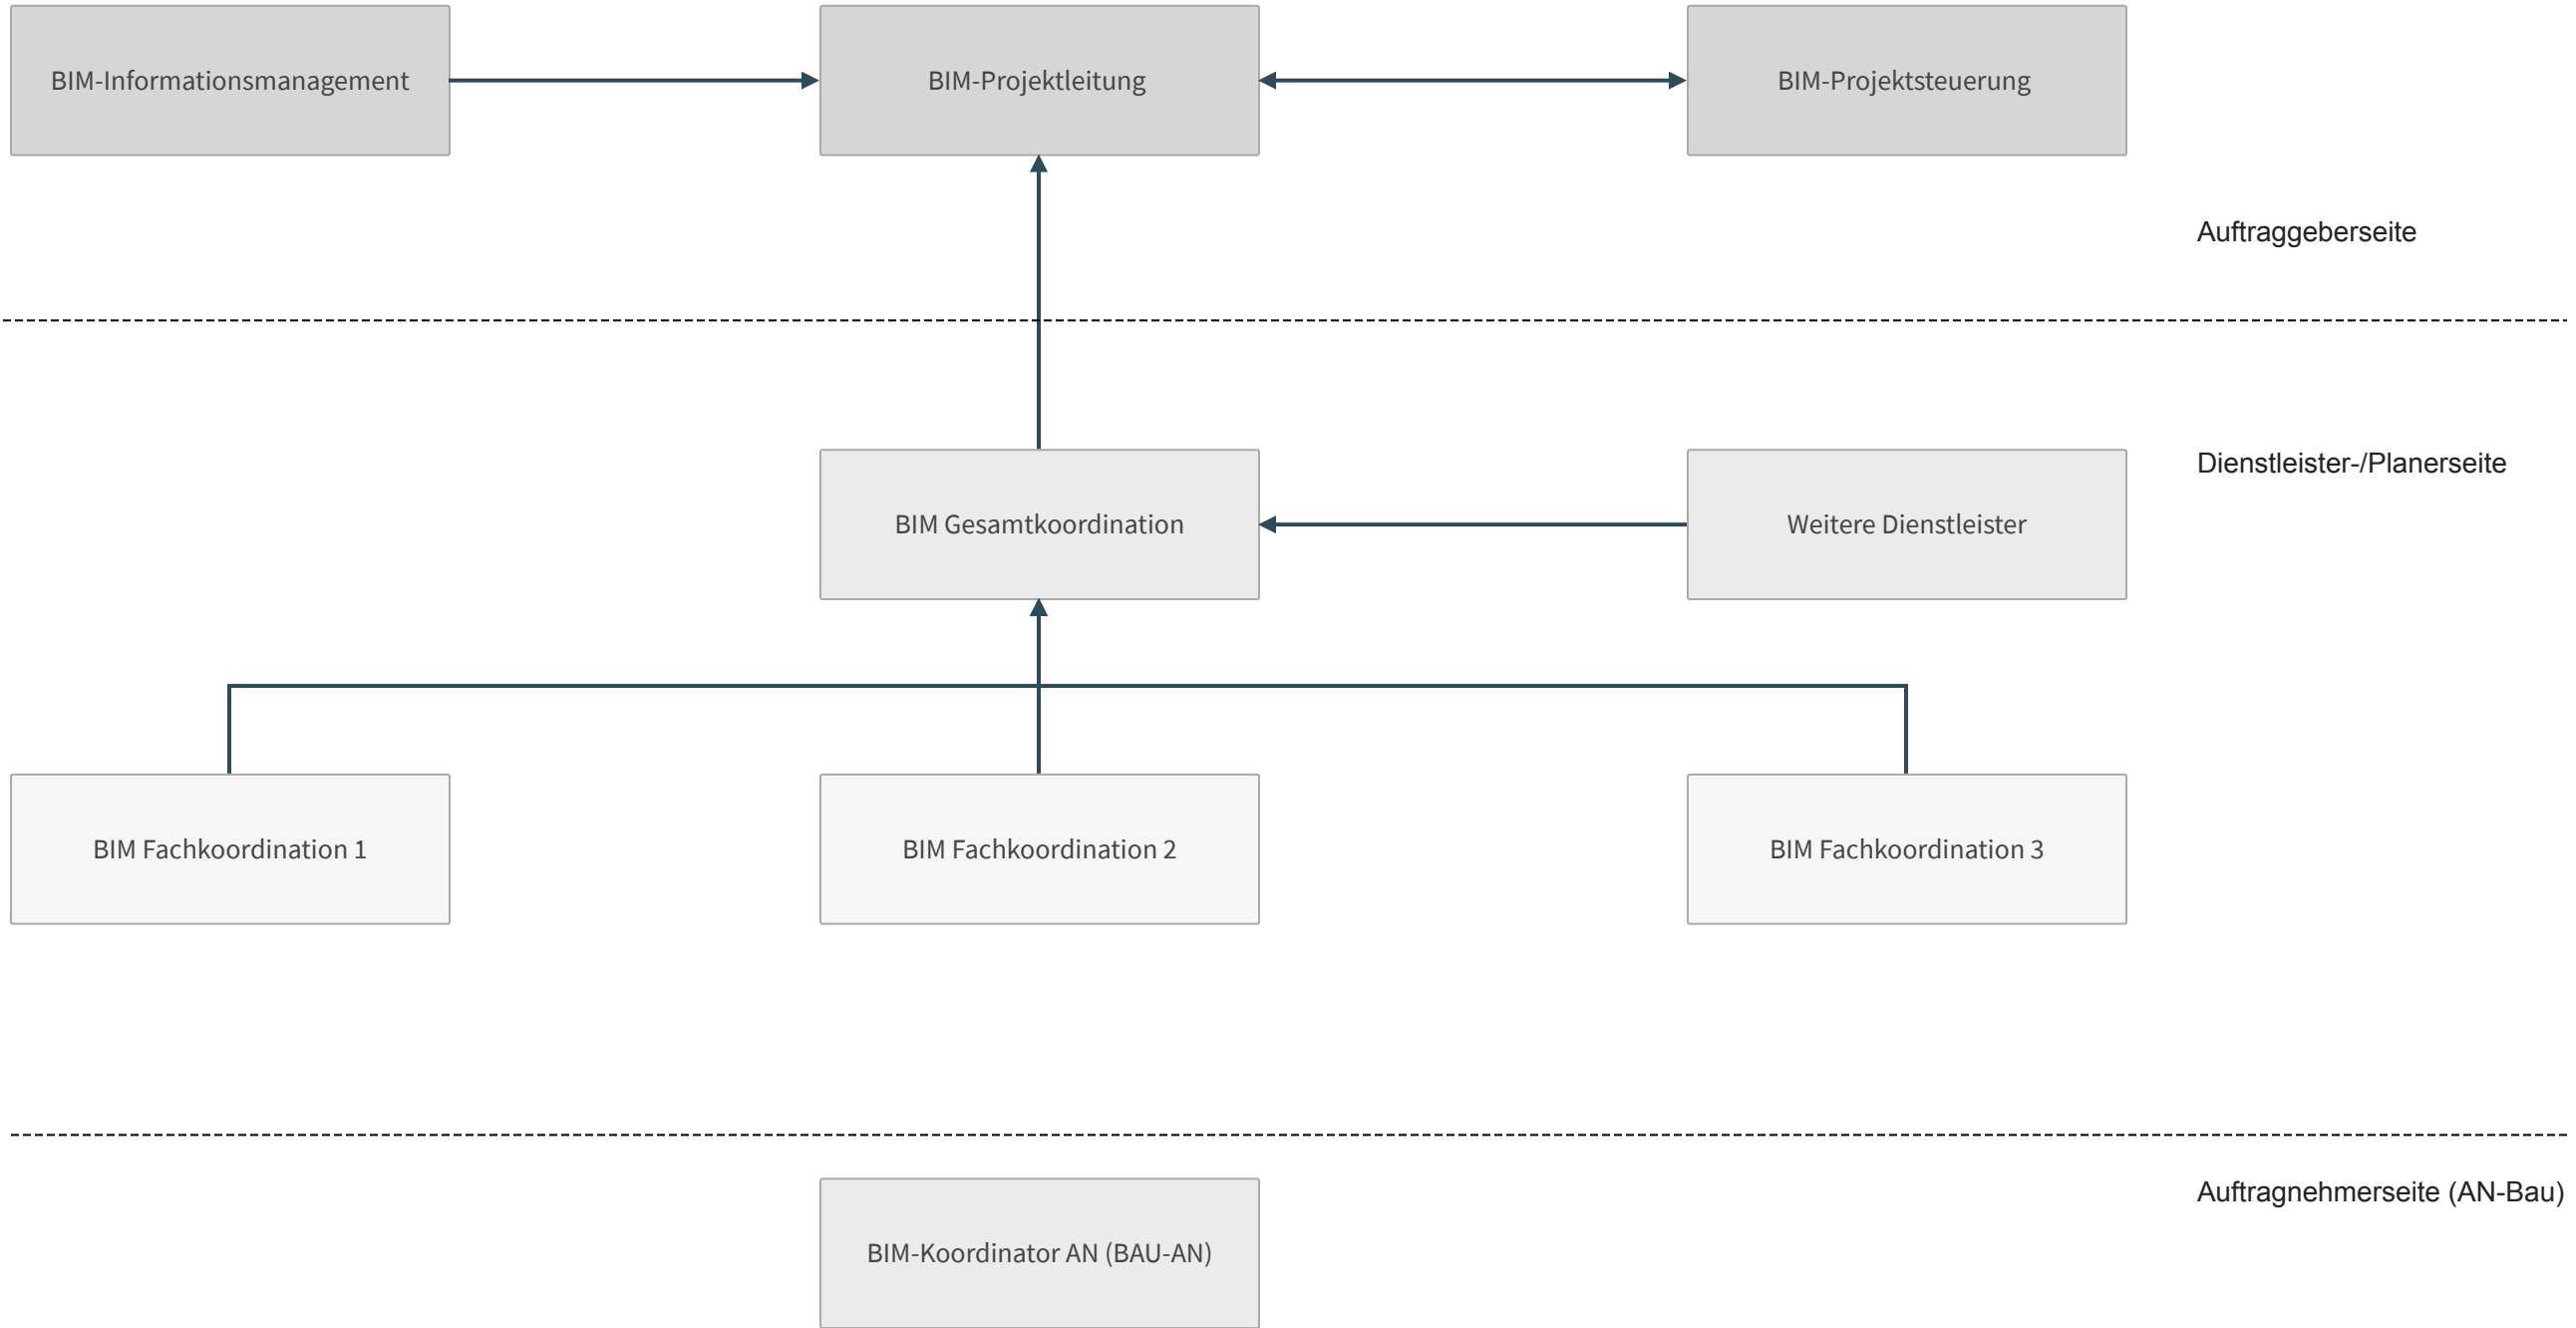 BIM-Informationsmanagement
BIM-Projektleitung
BIM-Projektsteuerung
Auftraggeberseite
Dienstleister-/Planerseite
BIM Gesamtkoordination
Weitere Dienstleister
BIM Fachkoordination 1
BIM Fachkoordination 2
BIM Fachkoordination 3
Auftragnehmerseite (AN-Bau)
BIM-Koordinator AN (BAU-AN)